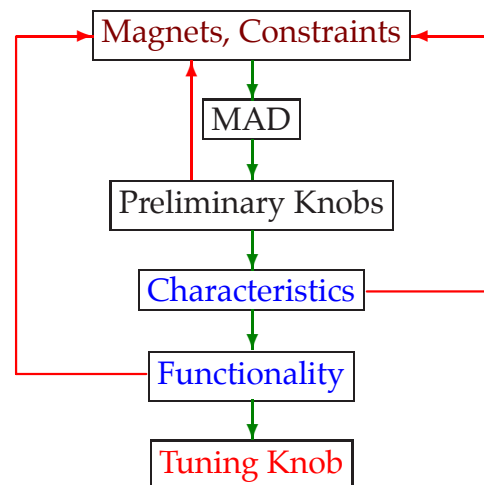 Magnets, Constraints
MAD
Preliminary Knobs
Characteristics
Functionality
Tuning Knob